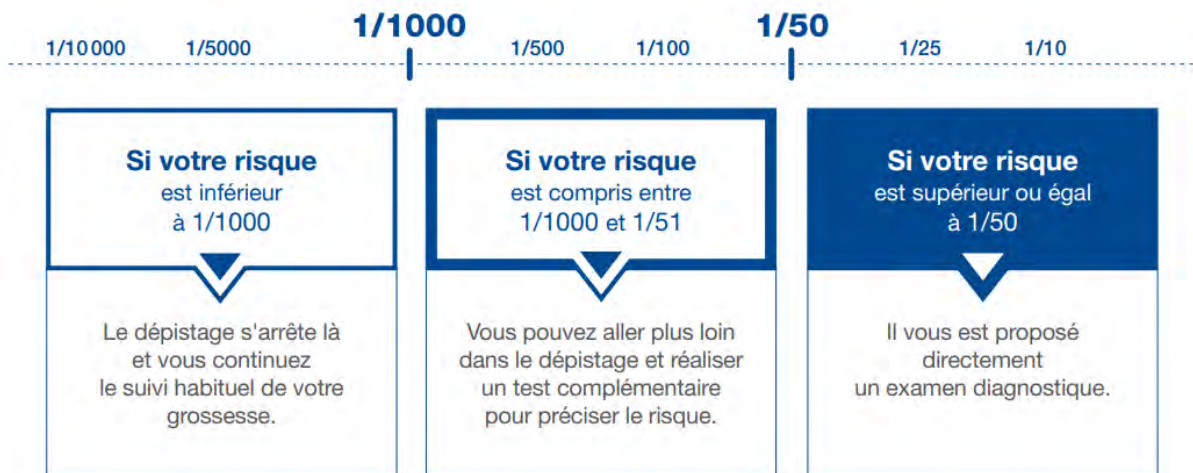 1/10 000
1/5000
1/1000
1/500
1/100
1/50
1/25
1/10
Si votre risque
est inférieur
à 1/1000
Le dépistage s'arrête là
et vous continuez
le suivi habituel de votre
grossesse.
Si votre risque
est compris entre
1/1000 et 1/51
Vous pouvez aller plus loin
dans le dépistage et réaliser
un test complémentaire
pour préciser le risque.
Si votre risque
est supérieur ou égal
à 1/50
Il vous est proposé
directement
un examen diagnostique.